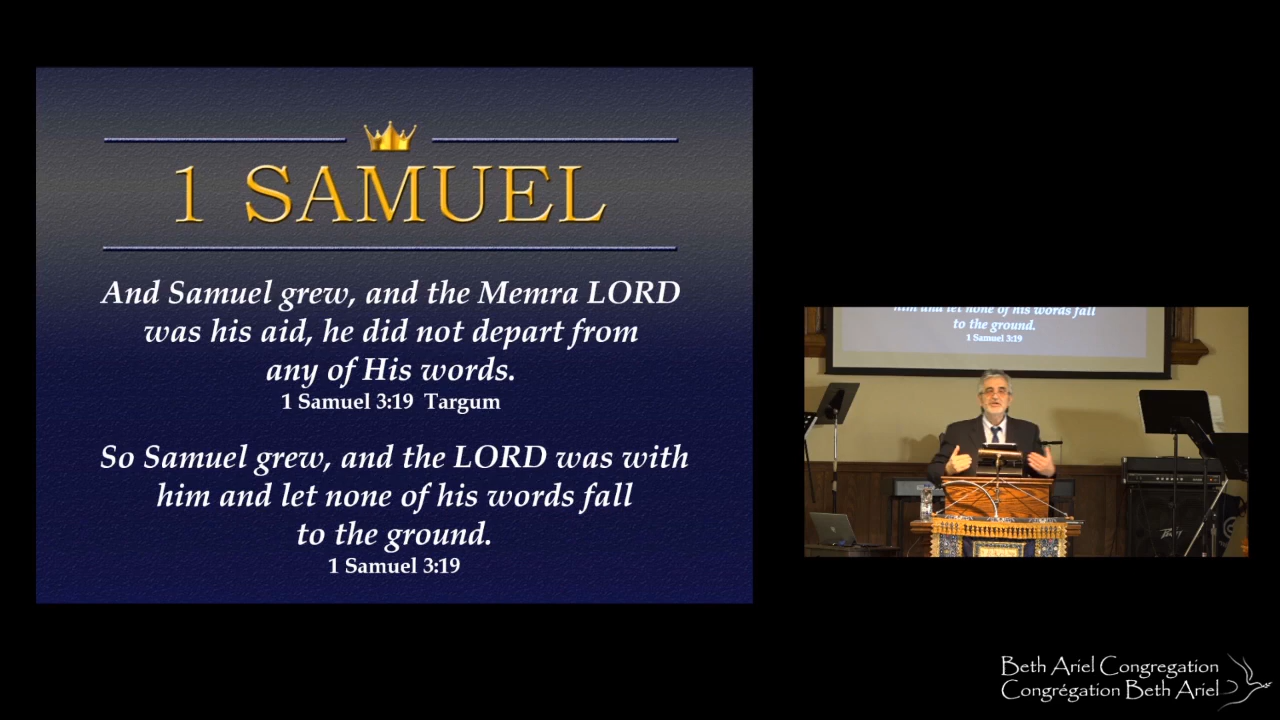 1 SAMUEL
And Samuel grew, and the Memra LORD
was his aid, he did not depart from
any of His words.
1 Samuel 3:19 Targum
So Samuel grew, and the LORD was with
him and let none of his words fall
to the ground.
1 Samuel 3:19
him and let none of his words fall
to the ground.
1 Samuel 3:19
Peavey
Beth Ariel Congregation
Congrégation Beth Ariel